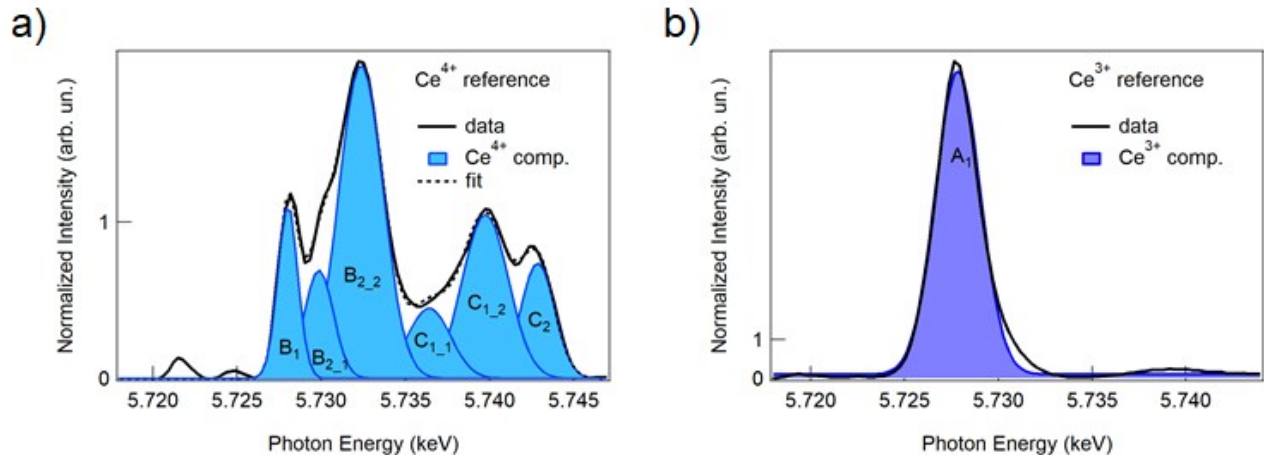 a)
Normalized Intensity (arb. un.)
1
0
Ce⁴⁺ reference
data
Ce⁴⁺ comp.
fit
B₁
B₂_₁
B₂_₂
C₁_₁
C₁_₂
C₂
5.720 5.725 5.730 5.735 5.740 5.745
Photon Energy (keV)
b)
Normalized Intensity (arb. un.)
1
0
Ce³⁺ reference
data
Ce³⁺ comp.
A₁
5.720 5.725 5.730 5.735 5.740
Photon Energy (keV)